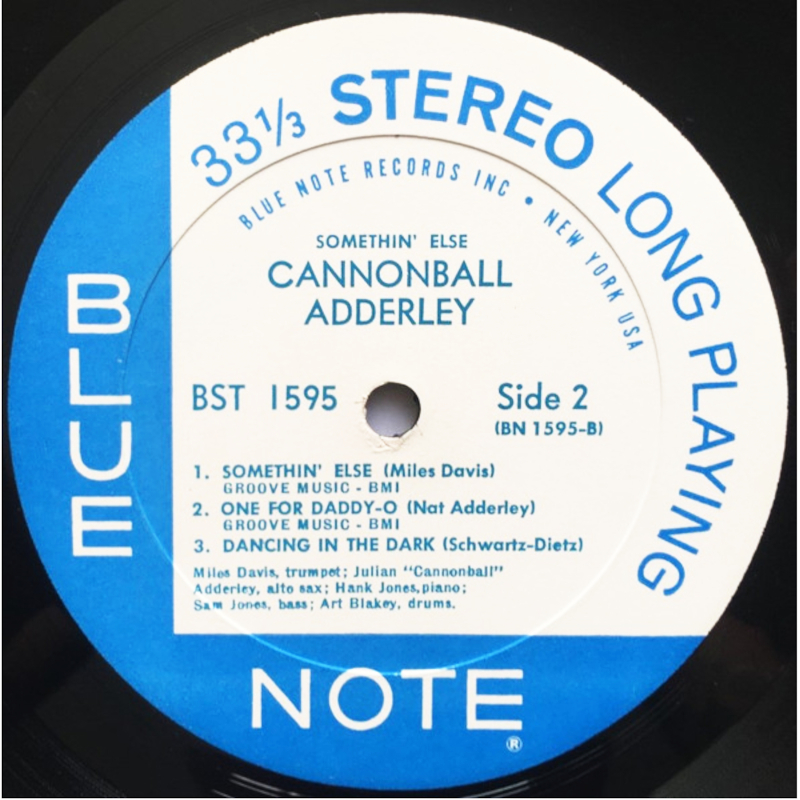 33⅓ STEREO LONG PLAYING
BLUE NOTE RECORDS INC • NEW YORK USA
SOMETHIN' ELSE
CANNONBALL
ADDERLEY
BST 1595
Side 2
(BN 1595-B)
1. SOMETHIN' ELSE (Miles Davis)
GROOVE MUSIC - BMI
2. ONE FOR DADDY-O (Nat Adderley)
GROOVE MUSIC - BMI
3. DANCING IN THE DARK (Schwartz-Dietz)
Miles Davis, trumpet; Julian "Cannonball"
Adderley, alto sax; Hank Jones, piano;
Sam Jones, bass; Art Blakey, drums.
BLUE
NOTE
®